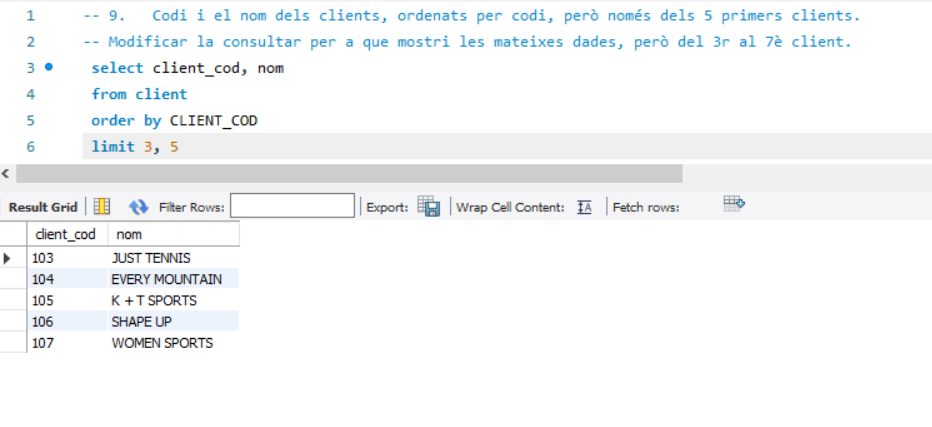 1 -- 9. Codi i el nom dels clients, ordenats per codi, però només dels 5 primers clients.
2 -- Modificar la consultar per a que mostri les mateixes dades, però del 3r al 7è client.
3 select client_cod, nom
4 from client
5 order by CLIENT_COD
6 limit 3, 5
Result Grid Filter Rows: Export: Wrap Cell Content: IA Fetch rows:
client_cod nom
103 JUST TENNIS
104 EVERY MOUNTAIN
105 K + T SPORTS
106 SHAPE UP
107 WOMEN SPORTS